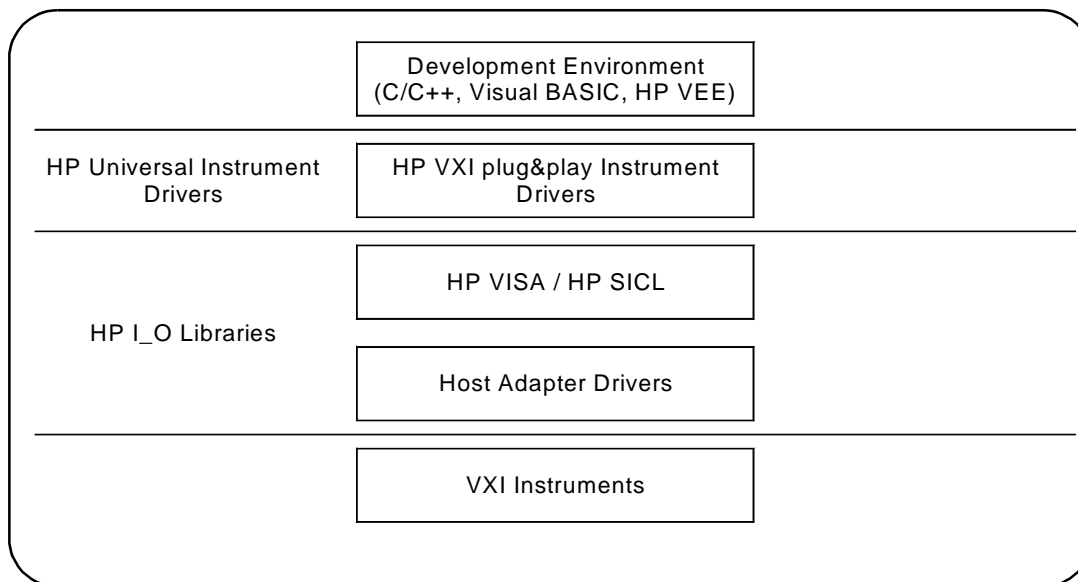 Development Environment
(C/C++, Visual BASIC, HP VEE)
HP Universal Instrument
Drivers
HP VXI plug&play Instrument
Drivers
HP VISA / HP SICL
HP I_O Libraries
Host Adapter Drivers
VXI Instruments